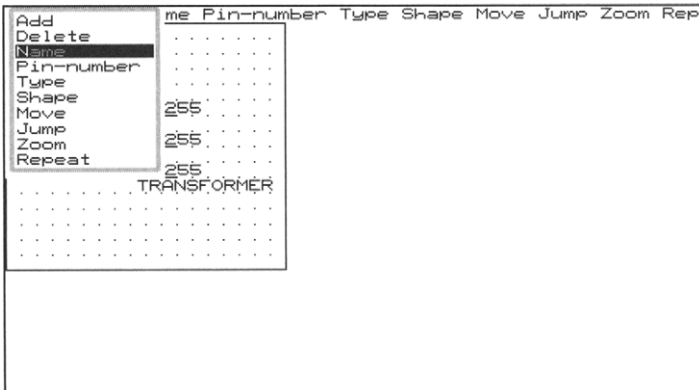 me Pin-number Type Shape Move Jump Zoom Rep
Add
Delete
Name
Pin-number
Type
Shape
Move
Jump
Zoom
Repeat
255
255
255
TRANSFORMER